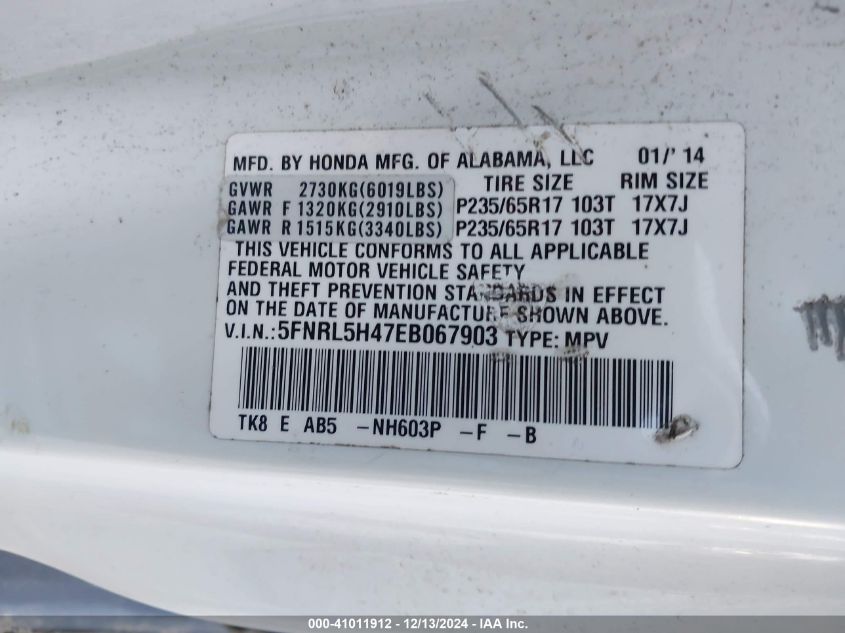 MFD. BY HONDA MFG. OF ALABAMA, LLC 01/' 14
GVWR 2730KG(6019LBS) TIRE SIZE RIM SIZE
GAWR F 1320KG(2910LBS) P235/65R17 103T 17X7J
GAWR R 1515KG(3340LBS) P235/65R17 103T 17X7J
THIS VEHICLE CONFORMS TO ALL APPLICABLE
FEDERAL MOTOR VEHICLE SAFETY
AND THEFT PREVENTION STANDARDS IN EFFECT
ON THE DATE OF MANUFACTURE SHOWN ABOVE.
V.I.N.: 5FNRL5H47EB067903 TYPE: MPV
TK8 E AB5 -NH603P -F -B
000-41011912 - 12/13/2024 - IAA Inc.